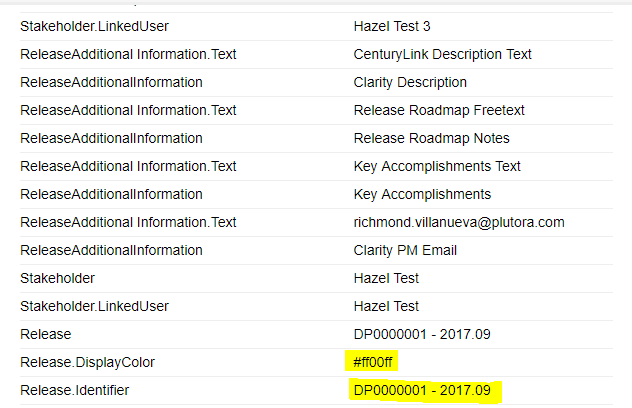 Stakeholder.LinkedUser Hazel Test 3
ReleaseAdditional Information.Text CenturyLink Description Text
ReleaseAdditionalInformation Clarity Description
ReleaseAdditional Information.Text Release Roadmap Freetext
ReleaseAdditionalInformation Release Roadmap Notes
ReleaseAdditional Information.Text Key Accomplishments Text
ReleaseAdditionalInformation Key Accomplishments
ReleaseAdditional Information.Text richmond.villanueva@plutora.com
ReleaseAdditionalInformation Clarity PM Email
Stakeholder Hazel Test
Stakeholder.LinkedUser Hazel Test
Release DP0000001 - 2017.09
Release.DisplayColor #ff00ff
Release.Identifier DP0000001 - 2017.09